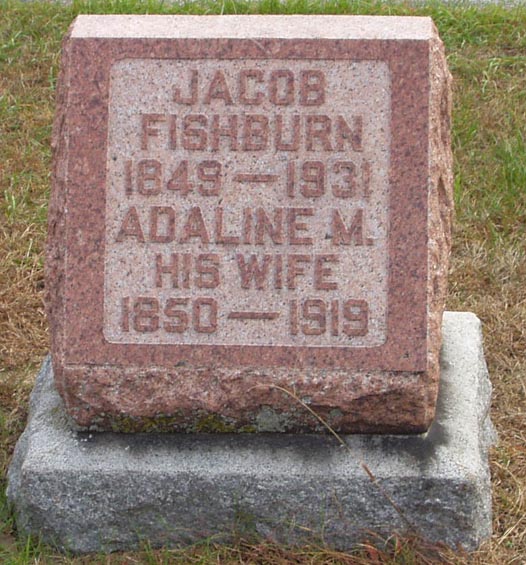 JACOB
FISHBURN
1849 — 1931
ADALINE M.
HIS WIFE
1850 — 1919